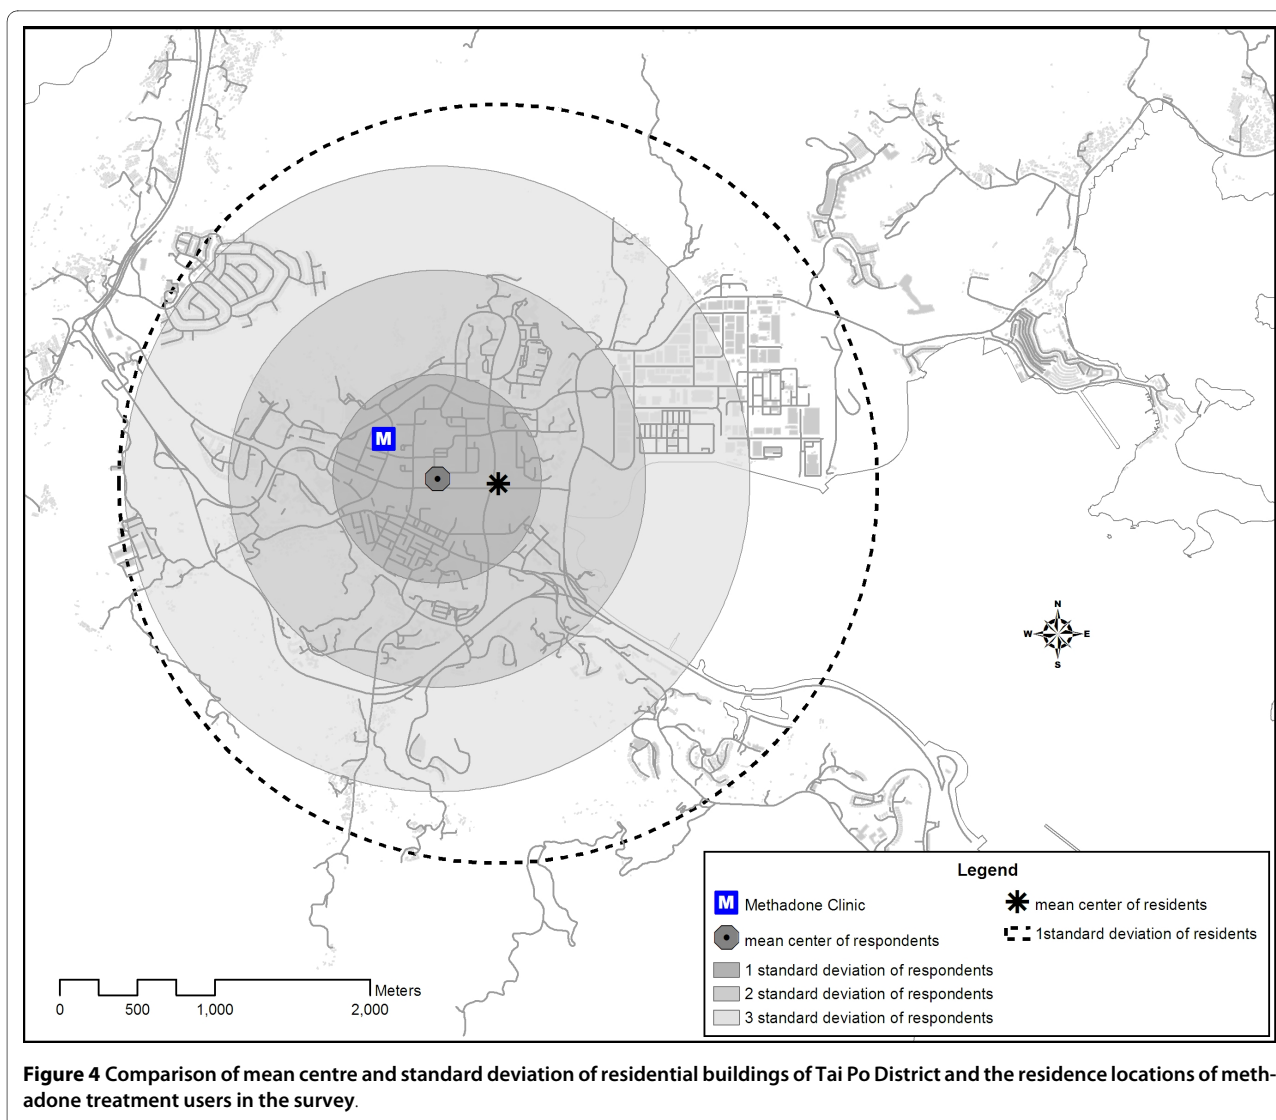 M
N
W E
S
Legend
M Methadone Clinic
mean center of residents
mean center of respondents
1standard deviation of residents
1 standard deviation of respondents
2 standard deviation of respondents
3 standard deviation of respondents
Meters
0 500 1,000 2,000
Figure 4 Comparison of mean centre and standard deviation of residential buildings of Tai Po District and the residence locations of meth-
adone treatment users in the survey.